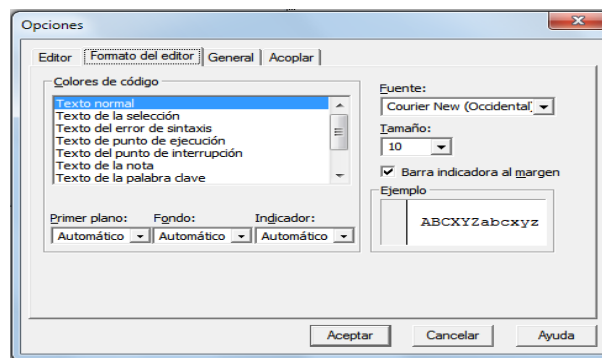 Opciones
Editor
Formato del editor
General
Acoplar
Colores de código
Texto normal
Texto de la selección
Texto del error de sintaxis
Texto de punto de ejecución
Texto del punto de interrupción
Texto de la nota
Texto de la palabra clave
Primer plano: Fondo: Indicador:
Automático Automático Automático
Fuente:
Courier New (Occidental)
Tamaño:
10
Barra indicadora al margen
Ejemplo
ABCXYZabcxyz
Aceptar Cancelar Ayuda